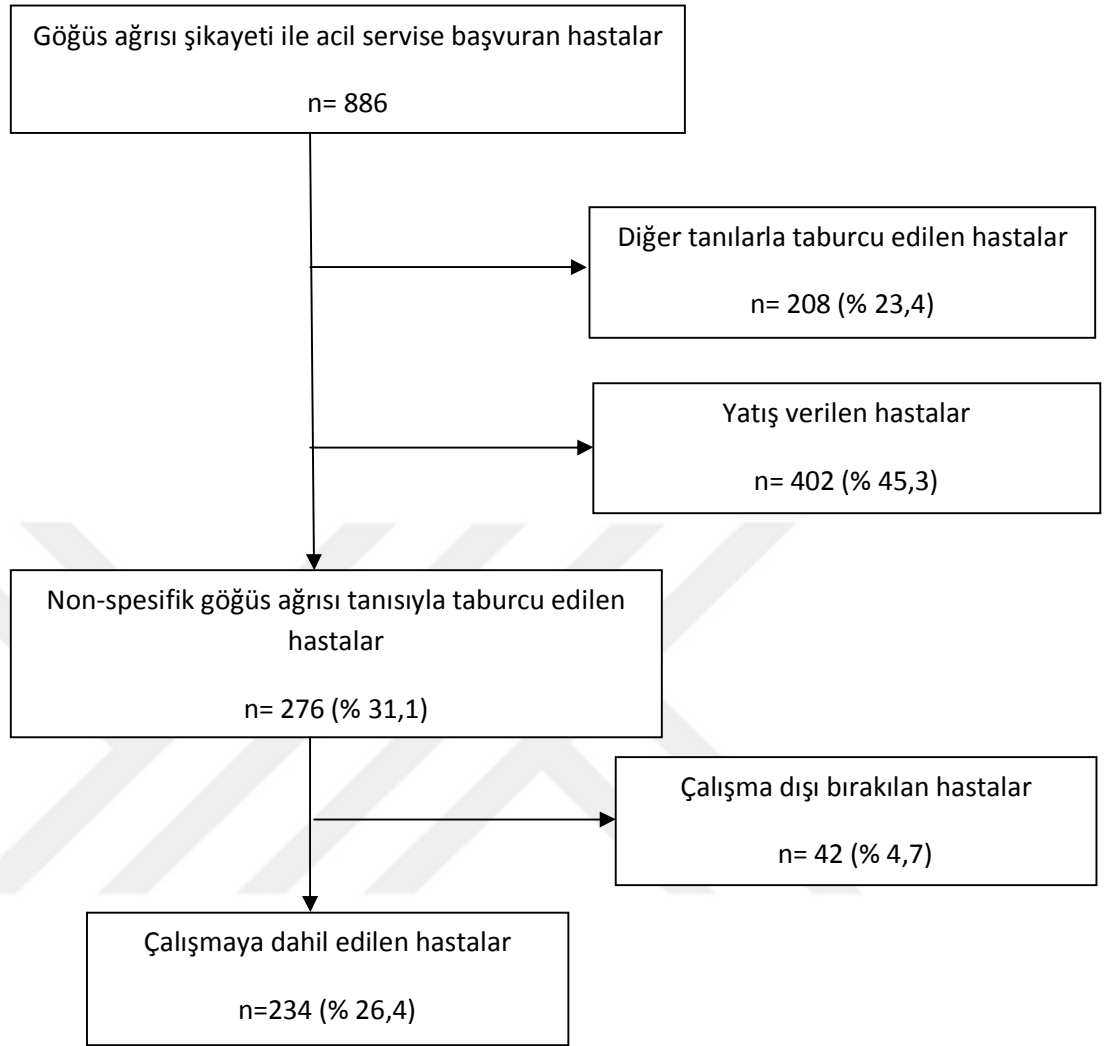 Göğüs ağrısı şikayeti ile acil servise başvuran hastalar
n= 886
Diğer tanılarla taburcu edilen hastalar
n= 208 (% 23,4)
Yatış verilen hastalar
n= 402 (% 45,3)
Non-spesifik göğüs ağrısı tanısıyla taburcu edilen
hastalar
n= 276 (% 31,1)
Çalışma dışı bırakılan hastalar
n= 42 (% 4,7)
Çalışmaya dahil edilen hastalar
n=234 (% 26,4)